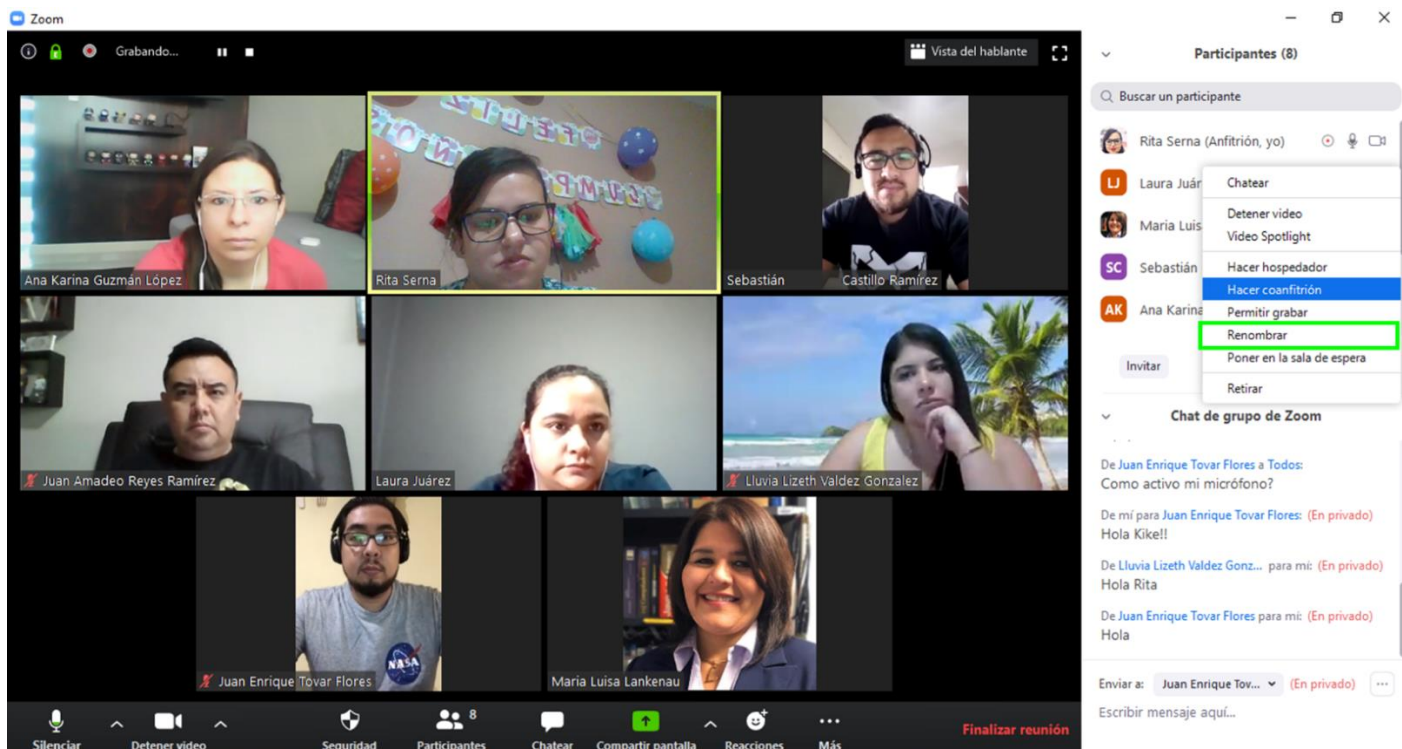 Zoom
Grabando...
Vista del hablante
Participantes (8)
Buscar un participante
Rita Serna (Anfitrión, yo)
LJ Laura Juár
Maria Luis
SC Sebastián
AK Ana Karina
Invitar
Chatear
Detener video
Video Spotlight
Hacer hospedador
Hacer coanfitrión
Permitir grabar
Renombrar
Poner en la sala de espera
Retirar
FELIZ
CUMP
Ana Karina Guzmán López
Rita Serna
Sebastián Castillo Ramírez
Juan Amadeo Reyes Ramírez
Laura Juárez
Lluvia Lizeth Valdez Gonzalez
NASA
Juan Enrique Tovar Flores
Maria Luisa Lankenau
Chat de grupo de Zoom
De Juan Enrique Tovar Flores a Todos:
Como activo mi micrófono?
De mí para Juan Enrique Tovar Flores: (En privado)
Hola Kike!!
De Lluvia Lizeth Valdez Gonz... para mí: (En privado)
Hola Rita
De Juan Enrique Tovar Flores para mí: (En privado)
Hola
Enviar a: Juan Enrique Tov... (En privado)
Escribir mensaje aquí...
Silenciar
Detener video
Seguridad
8
Participantes
Chatear
Compartir pantalla
Reacciones
Más
Finalizar reunión